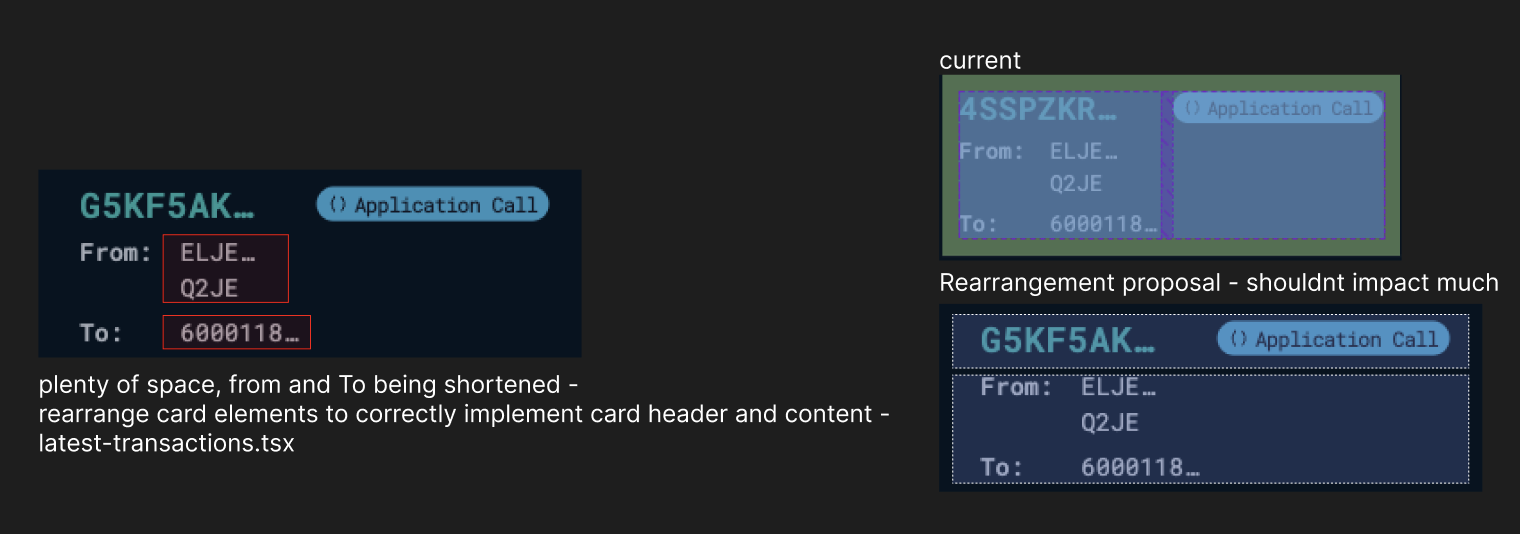 current
4SSPZKR…
() Application Call
From: ELJE…
Q2JE
To: 6000118…
G5KF5AK…
() Application Call
From: ELJE…
Q2JE
To: 6000118…
plenty of space, from and To being shortened -
rearrange card elements to correctly implement card header and content -
latest-transactions.tsx
Rearrangement proposal - shouldnt impact much
G5KF5AK…
() Application Call
From: ELJE…
Q2JE
To: 6000118…